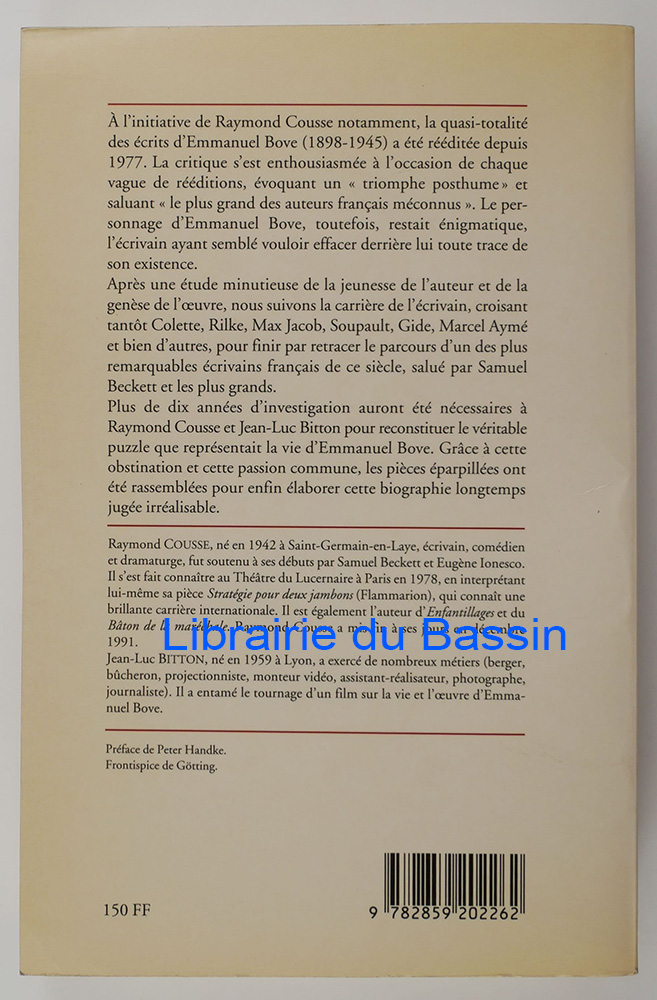 À l'initiative de Raymond Cousse notamment, la quasi-totalité
des écrits d'Emmanuel Bove (1898-1945) a été rééditée depuis
1977. La critique s'est enthousiasmée à l'occasion de chaque
vague de rééditions, évoquant un « triomphe posthume » et
saluant « le plus grand des auteurs français méconnus ». Le per-
sonnage d'Emmanuel Bove, toutefois, restait énigmatique,
l'écrivain ayant semblé vouloir effacer derrière lui toute trace de
son existence.
Après une étude minutieuse de la jeunesse de l'auteur et de la
genèse de l'œuvre, nous suivons la carrière de l'écrivain, croisant
tantôt Colette, Rilke, Max Jacob, Soupault, Gide, Marcel Aymé
et bien d'autres, pour finir par retracer le parcours d'un des plus
remarquables écrivains français de ce siècle, salué par Samuel
Beckett et les plus grands.
Plus de dix années d'investigation auront été nécessaires à
Raymond Cousse et Jean-Luc Bitton pour reconstituer le véritable
puzzle que représentait la vie d'Emmanuel Bove. Grâce à cette
obstination et cette passion commune, les pièces éparpillées ont
été rassemblées pour enfin élaborer cette biographie longtemps
jugée irréalisable.
Raymond COUSSE, né en 1942 à Saint-Germain-en-Laye, écrivain, comédien
et dramaturge, fut soutenu à ses débuts par Samuel Beckett et Eugène Ionesco.
Il s'est fait connaître au Théâtre du Lucernaire à Paris en 1978, en interprétant
lui-même sa pièce Stratégie pour deux jambons (Flammarion), qui connaît une
brillante carrière internationale. Il est également l'auteur d'Enfantillages et du
Bâton de la maréchale. Raymond Cousse a mis fin à ses jours en décembre
1991.
Librairie du Bassin
Jean-Luc BITTON, né en 1959 à Lyon, a exercé de nombreux métiers (berger,
bûcheron, projectionniste, monteur vidéo, assistant-réalisateur, photographe,
journaliste). Il a entamé le tournage d'un film sur la vie et l'œuvre d'Emma-
nuel Bove.
Préface de Peter Handke.
Frontispice de Götting.
150 FF
9 782859 202262